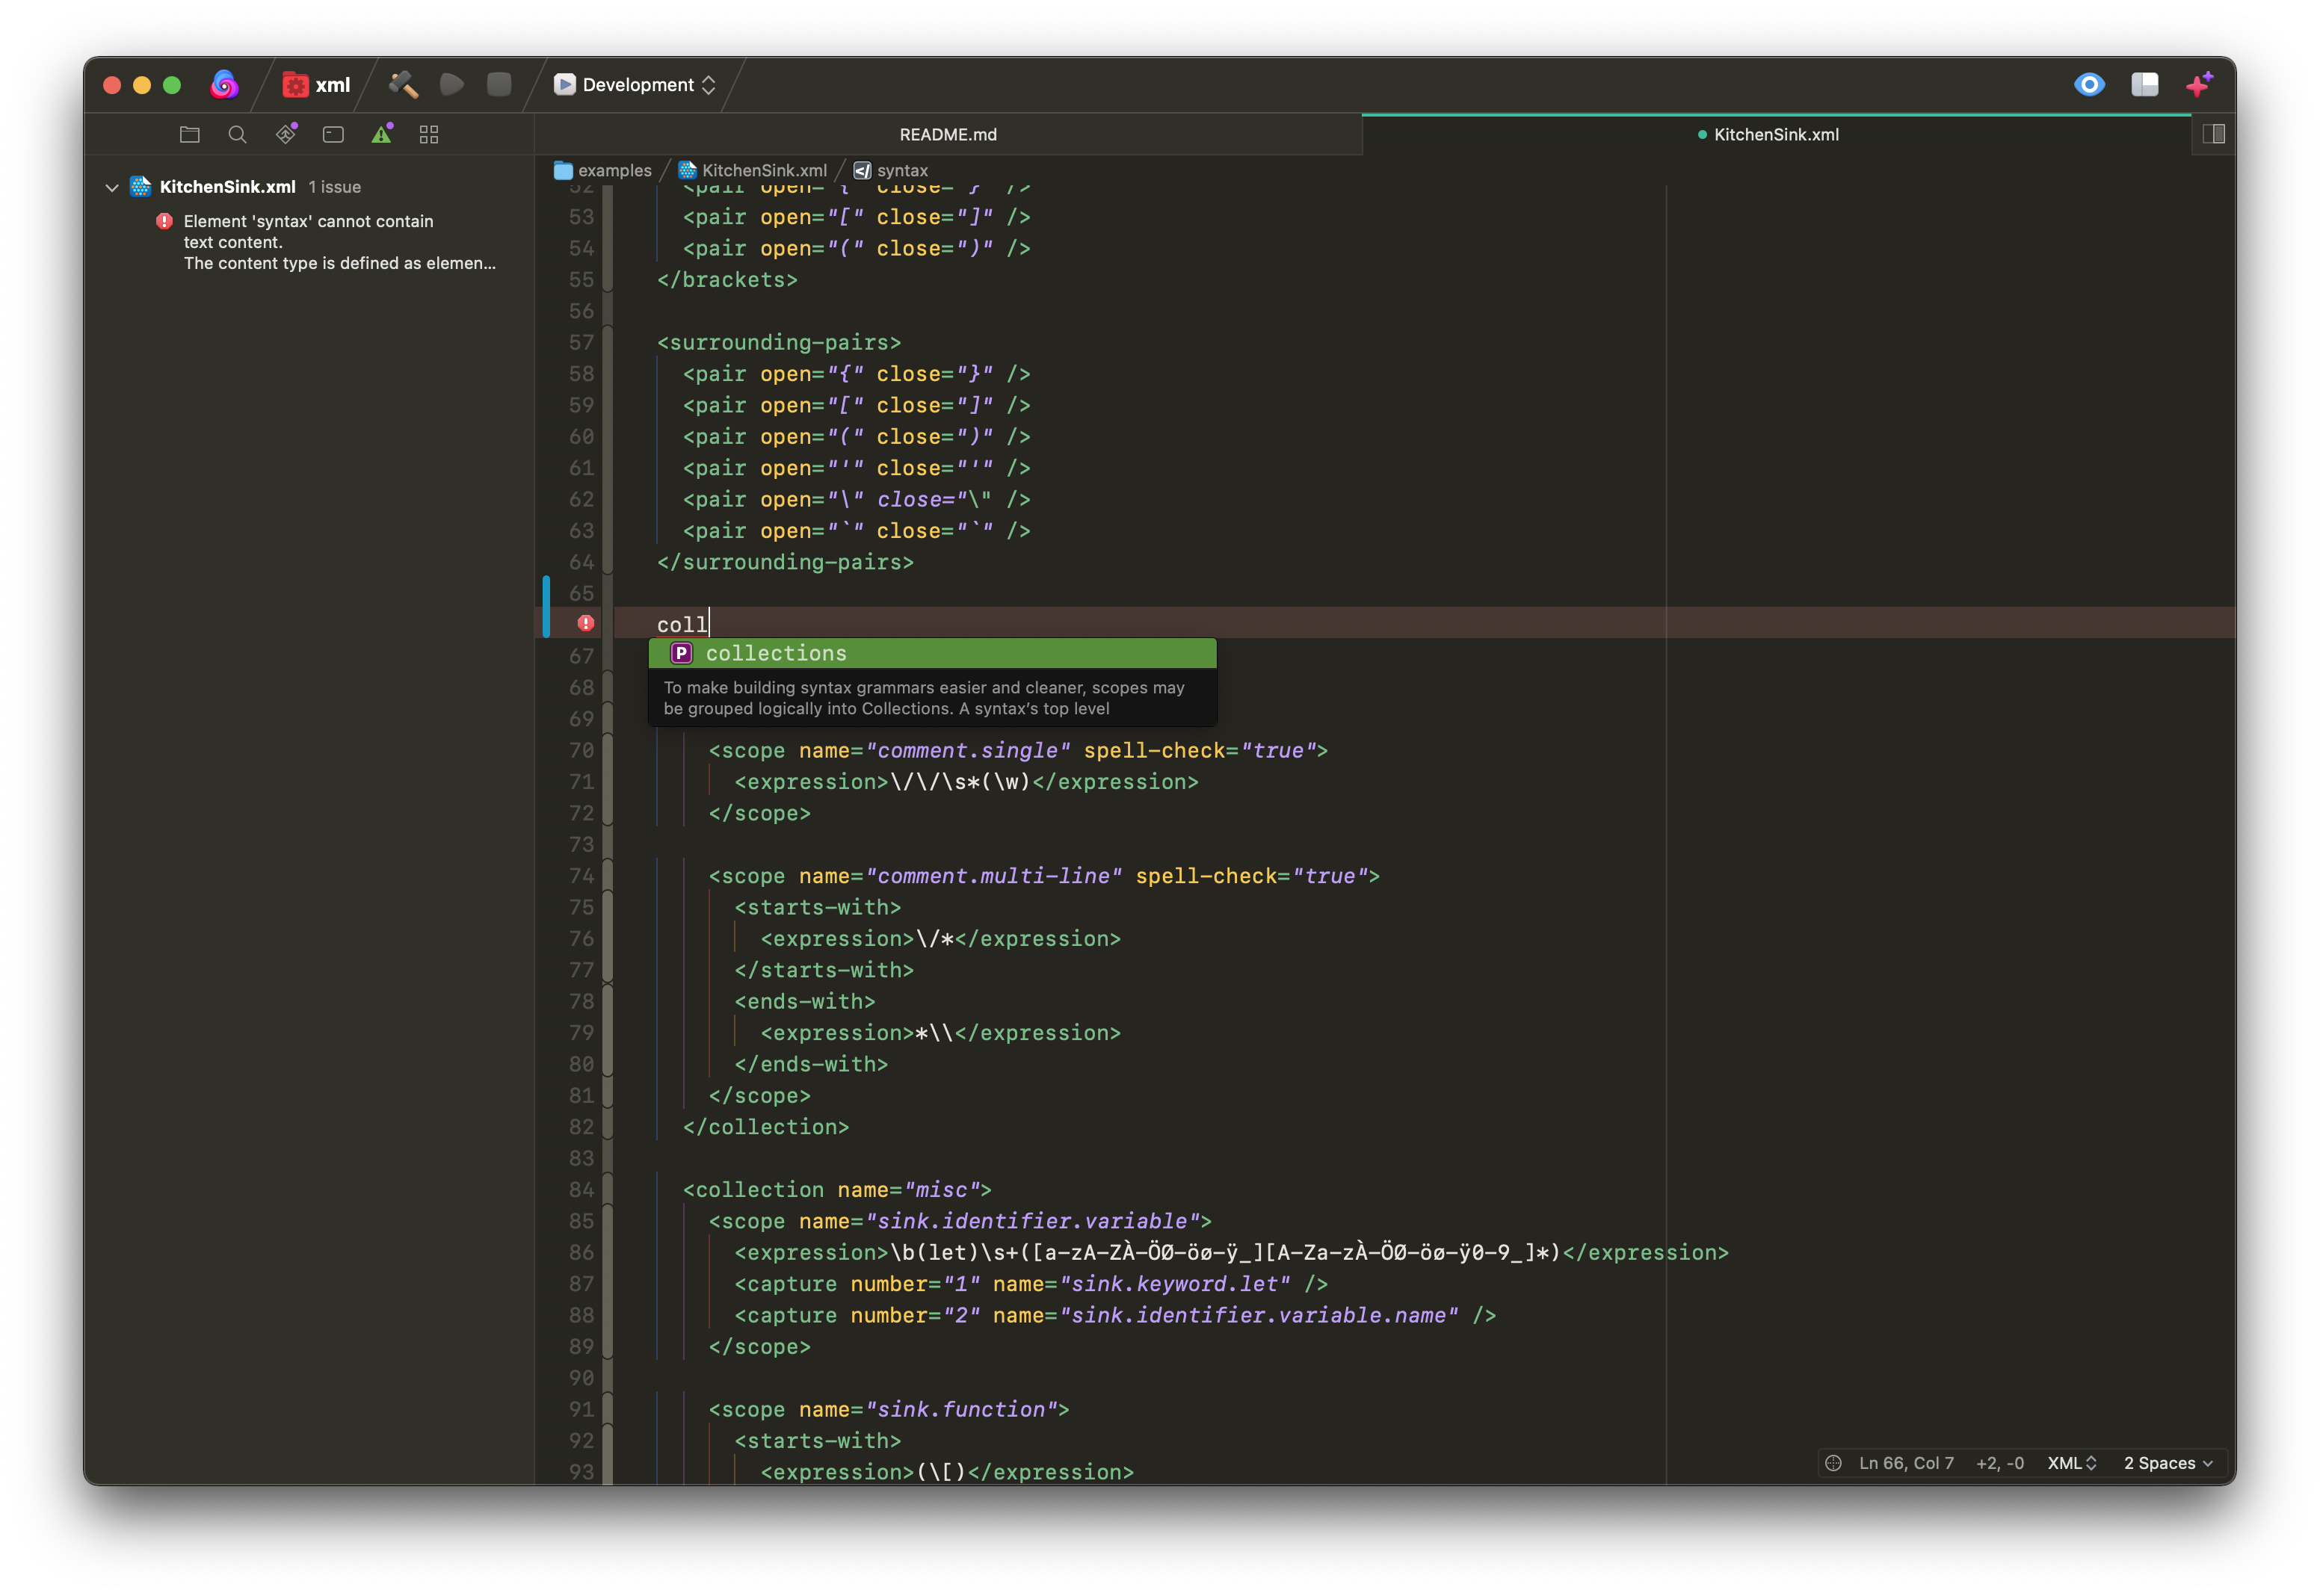 xml
Development
README.md
KitchenSink.xml
KitchenSink.xml 1 issue
Element 'syntax' cannot contain
text content.
The content type is defined as elemen...
examples
KitchenSink.xml
syntax
52 <pair open="{" close="}" />
53 <pair open="[" close="]" />
54 <pair open="(" close=")" />
55 </brackets>
56
57 <surrounding-pairs>
58 <pair open="{" close="}" />
59 <pair open="[" close="]" />
60 <pair open="(" close=")" />
61 <pair open="'" close="'" />
62 <pair open="\" close="\" />
63 <pair open="`" close="`" />
64 </surrounding-pairs>
65
coll
P collections
To make building syntax grammars easier and cleaner, scopes may
be grouped logically into Collections. A syntax’s top level
67
68
69
70 <scope name="comment.single" spell-check="true">
71 <expression>\/\/\s*(\w)</expression>
72 </scope>
73
74 <scope name="comment.multi-line" spell-check="true">
75 <starts-with>
76 <expression>\/*</expression>
77 </starts-with>
78 <ends-with>
79 <expression>*\\</expression>
80 </ends-with>
81 </scope>
82 </collection>
83
84 <collection name="misc">
85 <scope name="sink.identifier.variable">
86 <expression>\b(let)\s+([a-zA-ZÀ-ÖØ-öø-ÿ_][A-Za-zÀ-ÖØ-öø-ÿ0-9_]*)</expression>
87 <capture number="1" name="sink.keyword.let" />
88 <capture number="2" name="sink.identifier.variable.name" />
89 </scope>
90
91 <scope name="sink.function">
92 <starts-with>
93 <expression>(\[)</expression>
Ln 66, Col 7 +2, -0 XML 2 Spaces